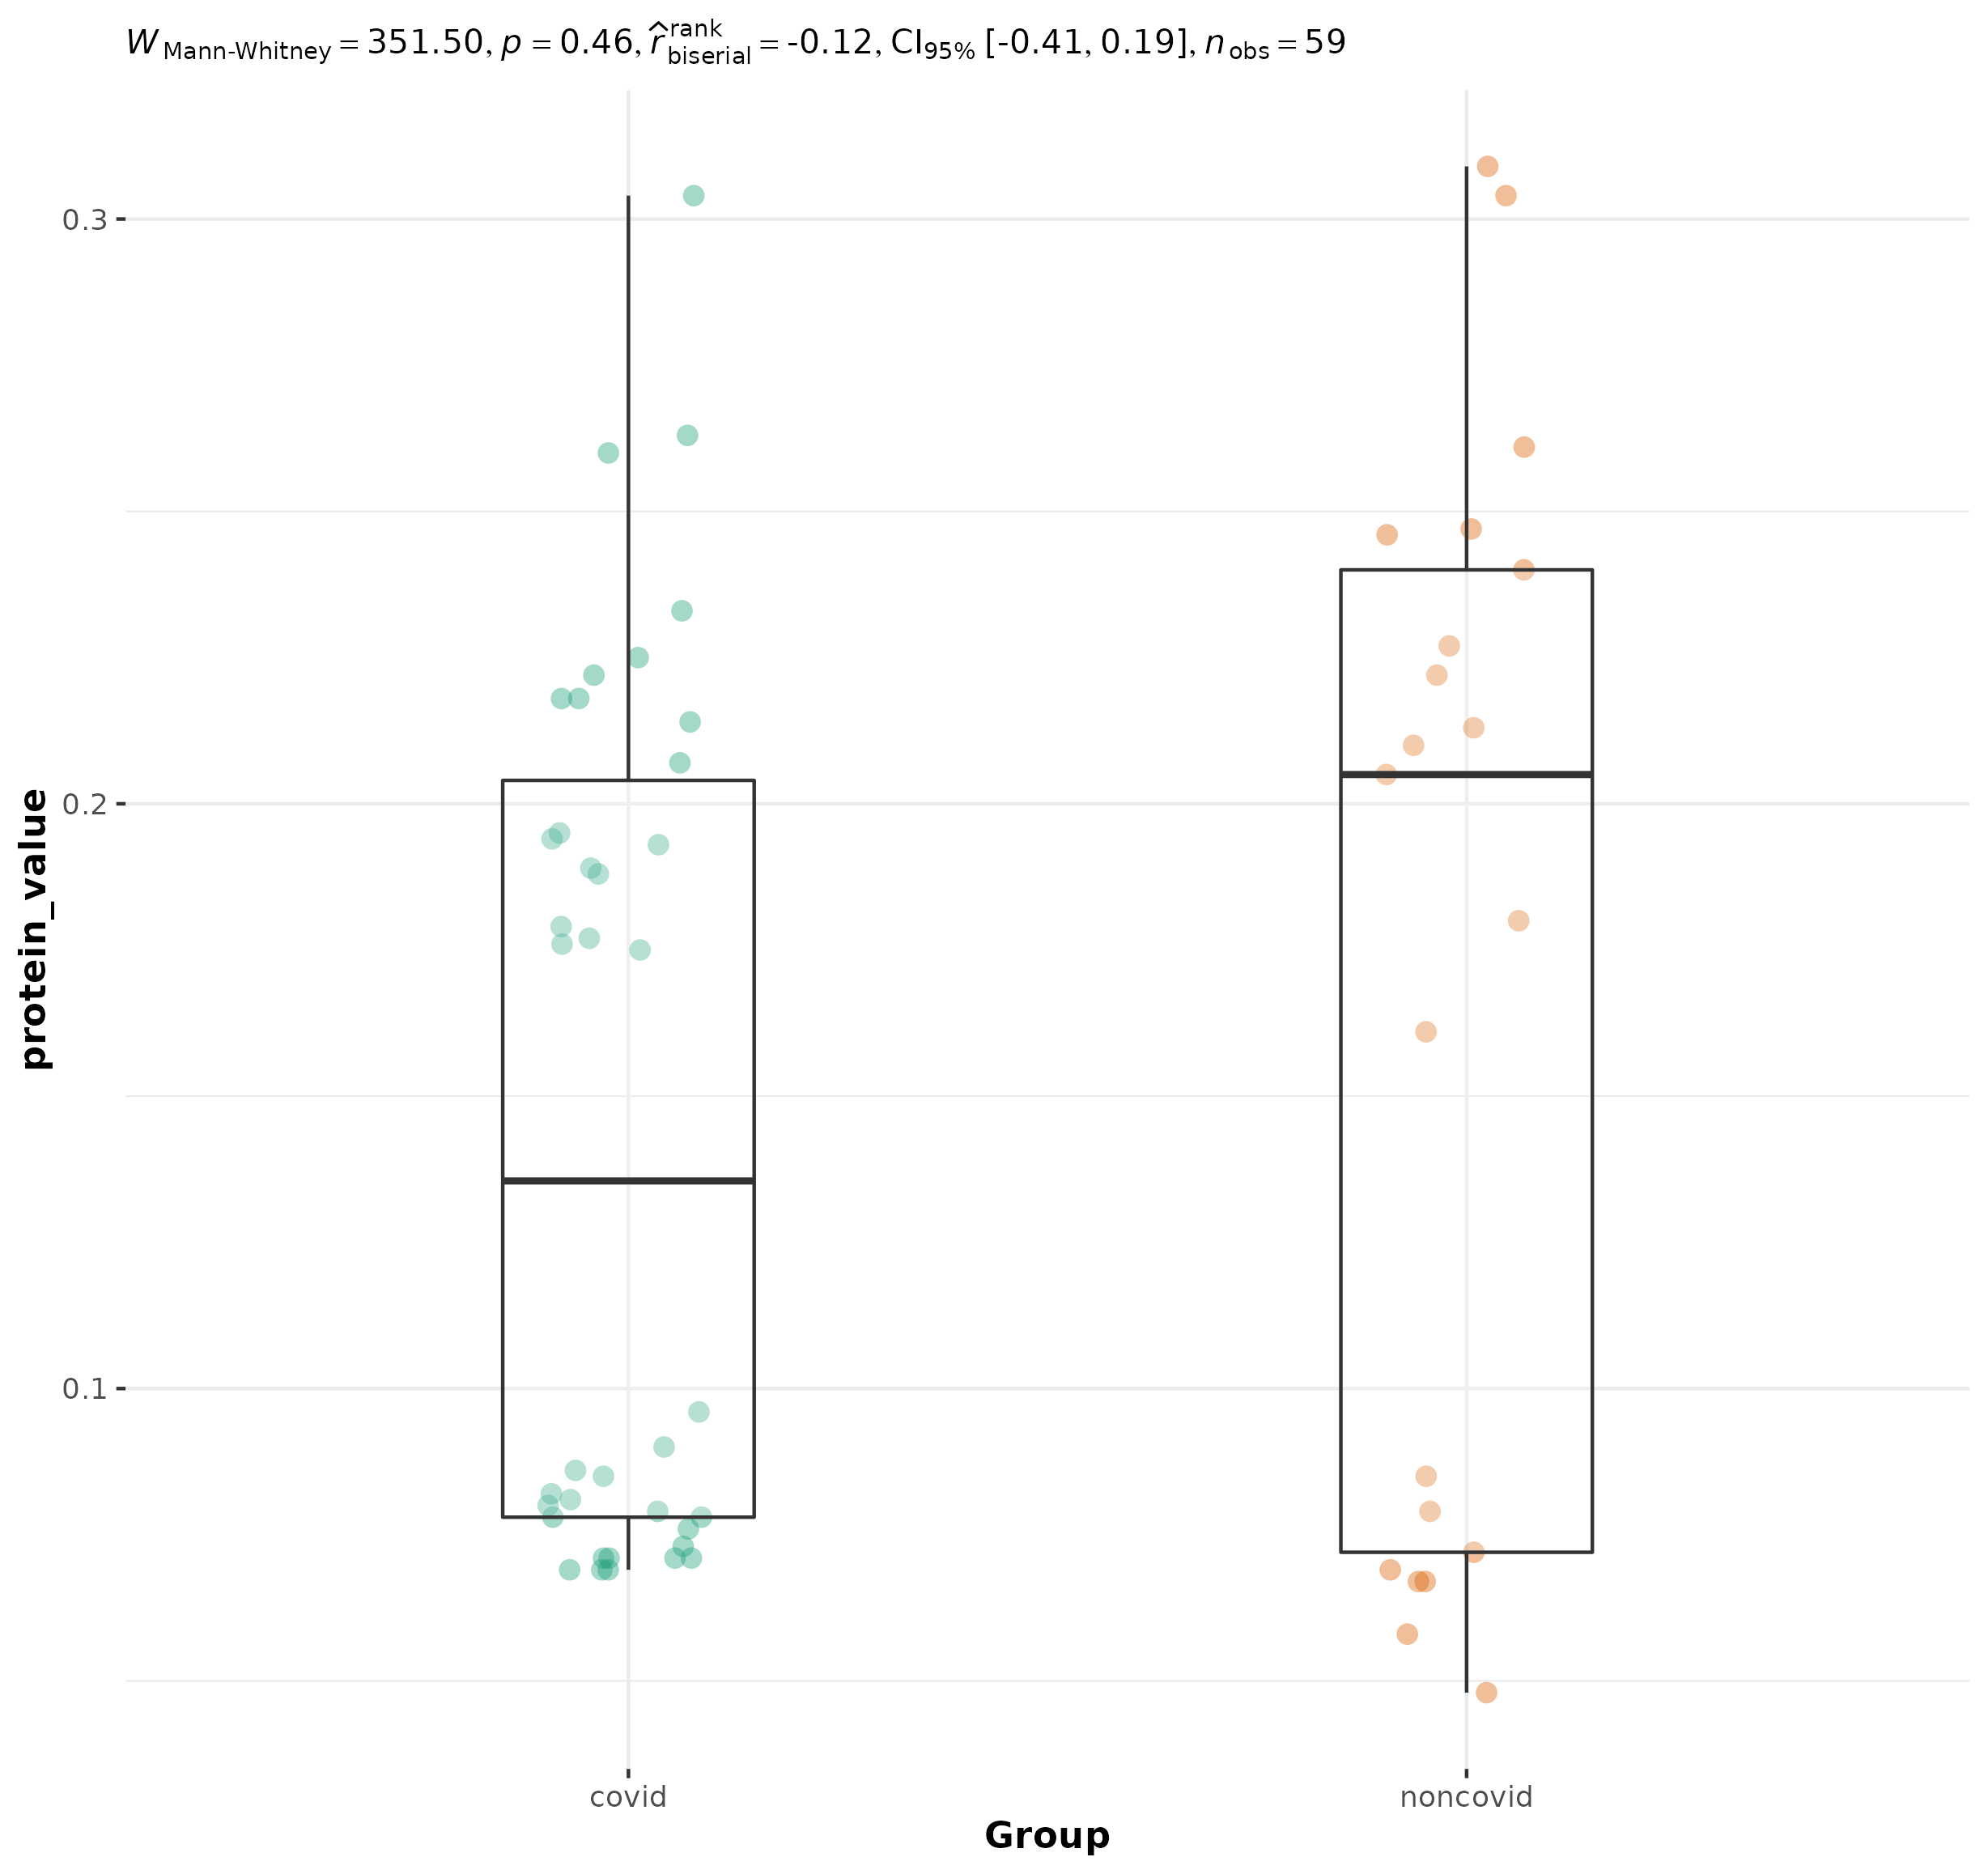 W Mann-Whitney = 351.50, p = 0.46, r̂ rank biserial = -0.12, CI95% [-0.41, 0.19], n obs = 59
0.3
0.2
0.1
protein_value
covid noncovid
Group